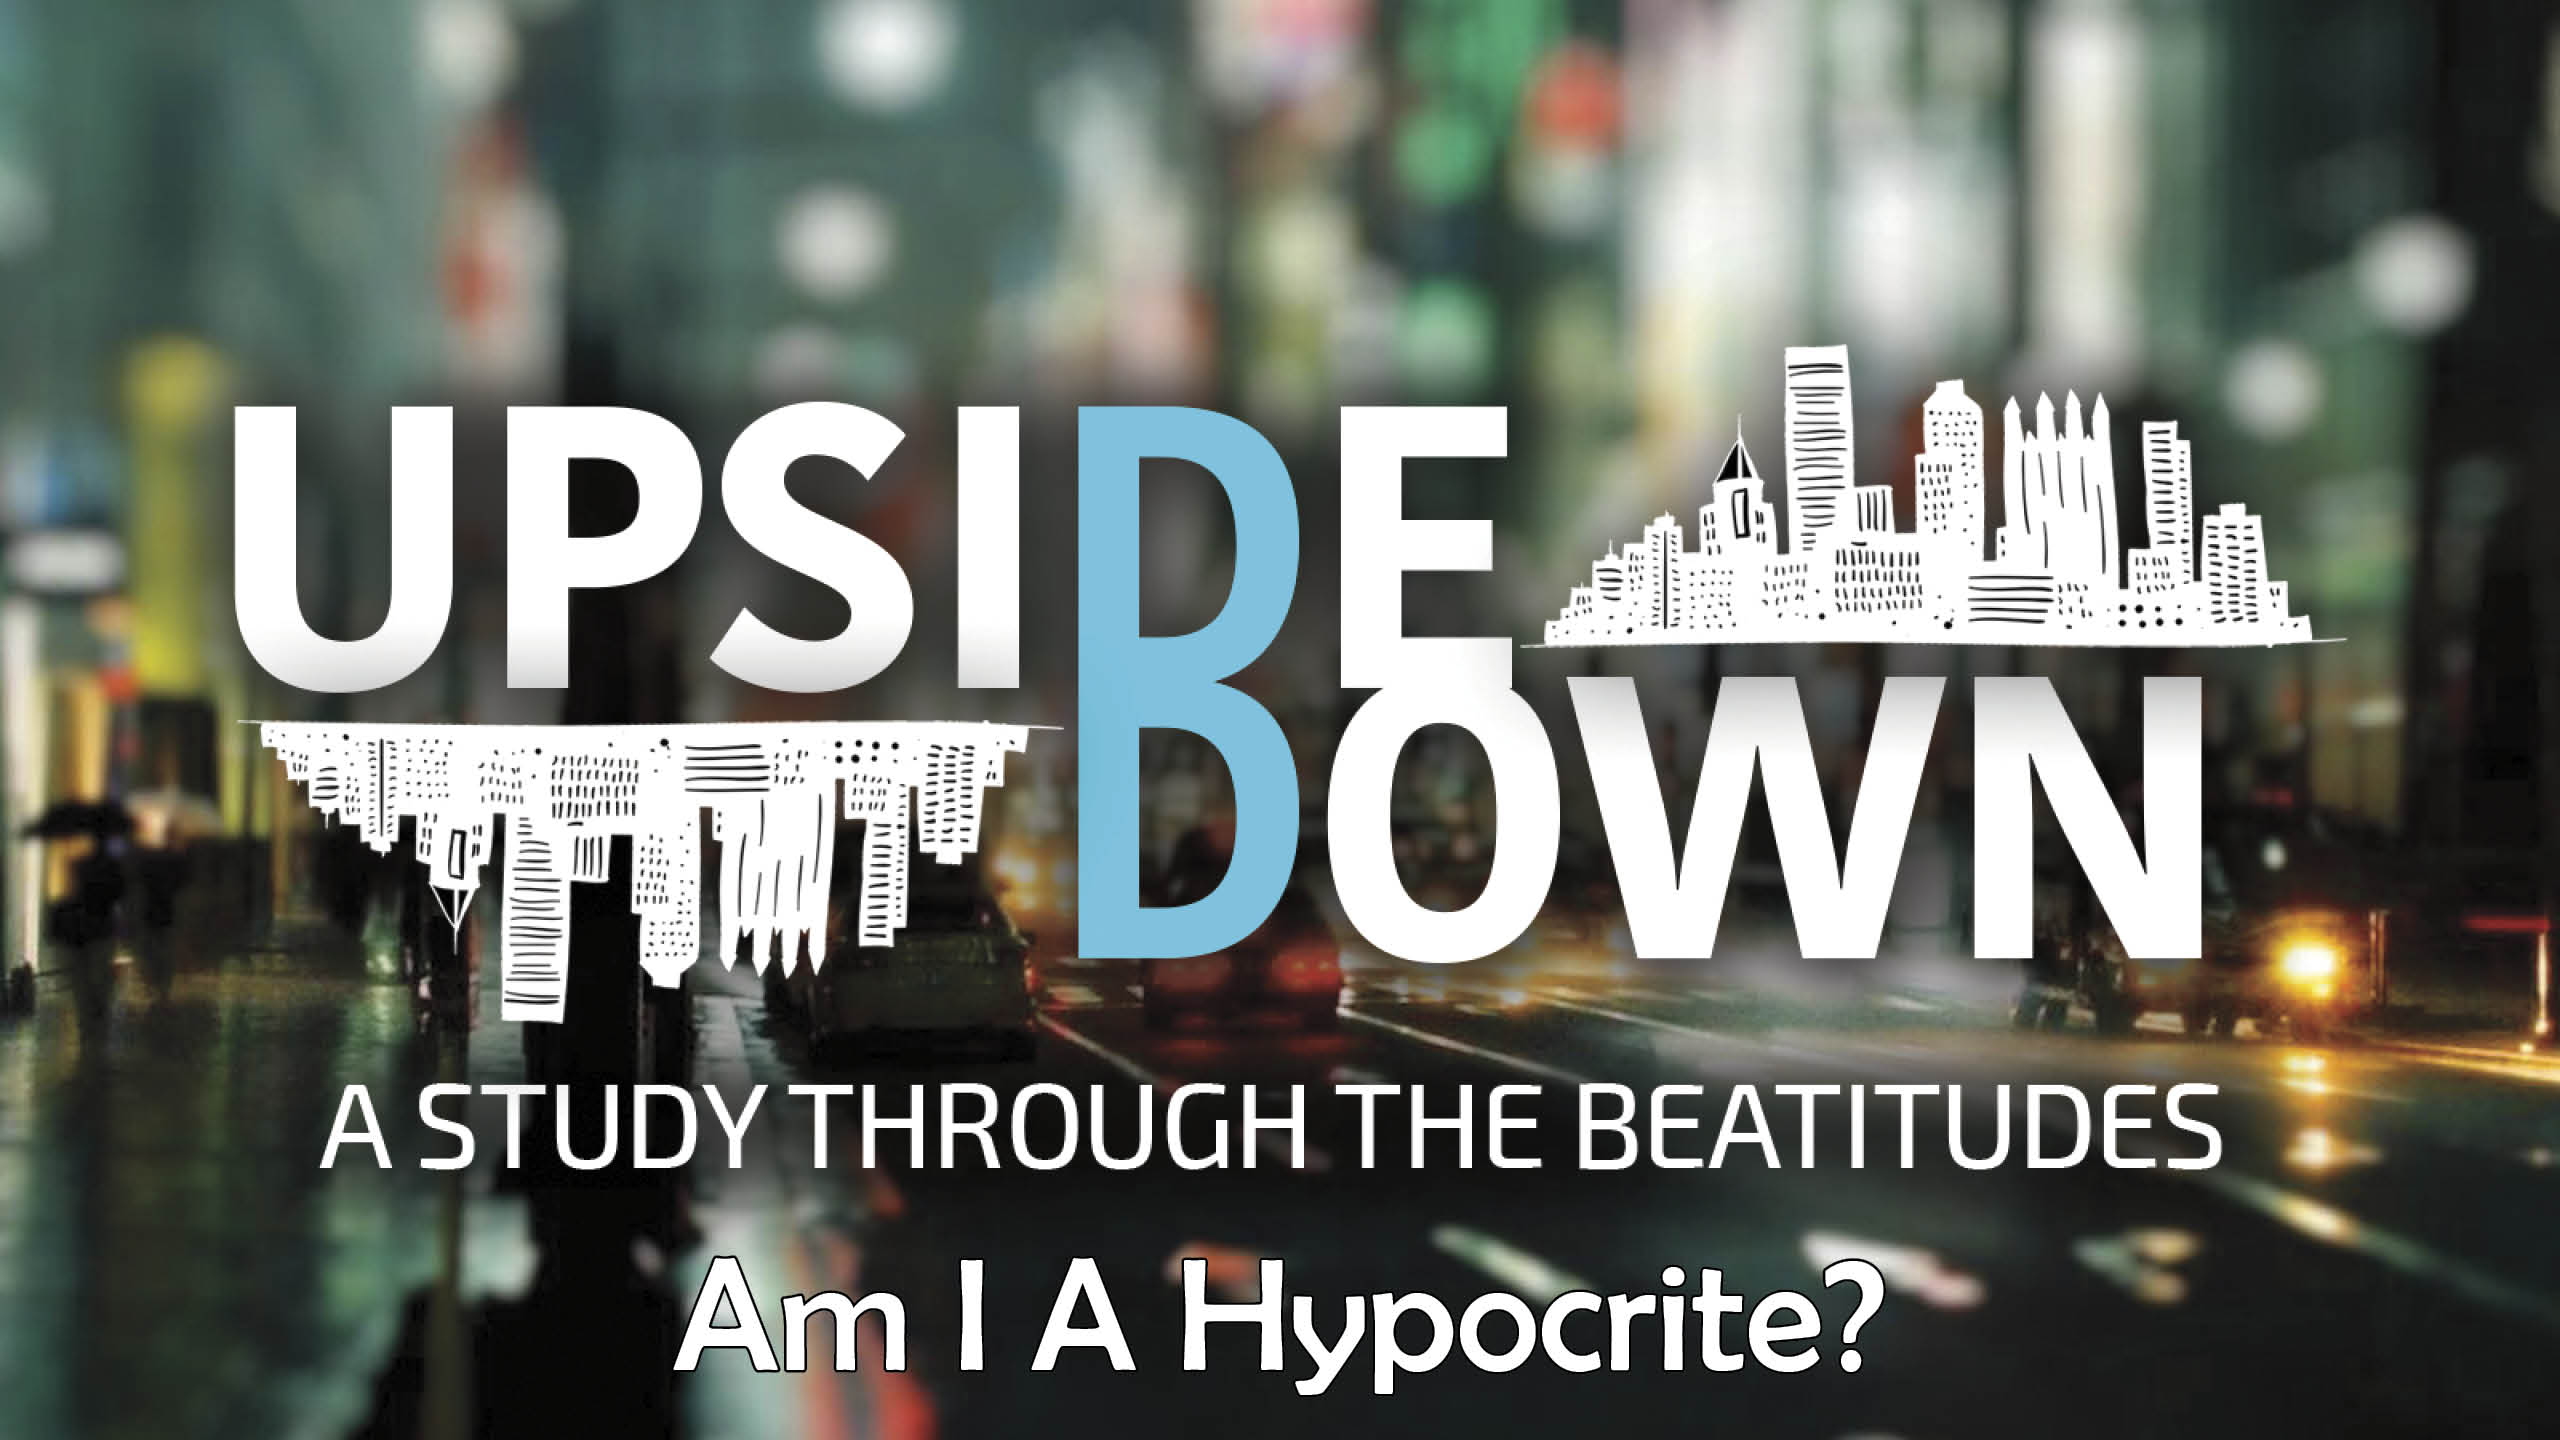 UPSIDE
DOWN
A STUDY THROUGH THE BEATITUDES
Am I A Hypocrite?